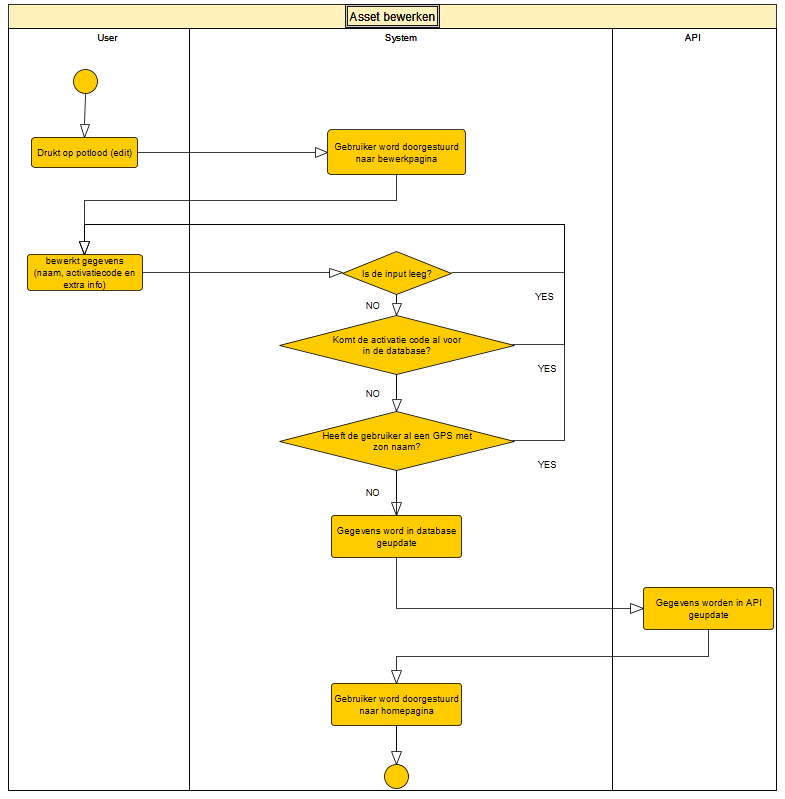 Asset bewerken
User
System
API
Drukt op potlood (edit)
Gebruiker word doorgestuurd
naar bewerkpagina
bewerkt gegevens
(naam, activatiecode en
extra info)
Is de input leeg?
YES
NO
Komt de activatie code al voor
in de database?
YES
NO
Heeft de gebruiker al een GPS met
zon naam?
YES
NO
Gegevens word in database
geupdate
Gegevens worden in API
geupdate
Gebruiker word doorgestuurd
naar homepagina